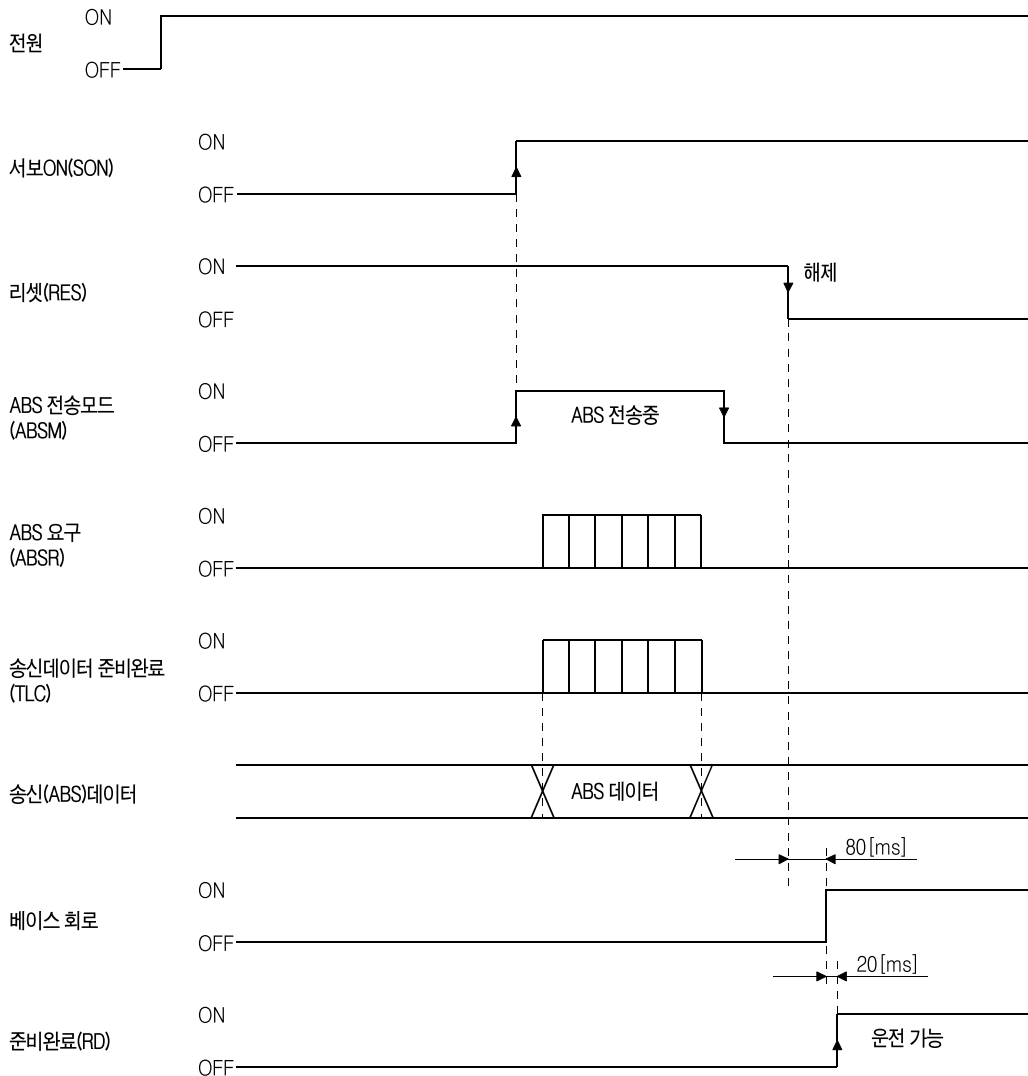 전원
ON
OFF
서보ON(SON)
ON
OFF
리셋(RES)
ON
OFF
해제
ABS 전송모드
(ABSM)
ON
OFF
ABS 전송중
ABS 요구
(ABSR)
ON
OFF
송신데이터 준비완료
(TLC)
ON
OFF
송신(ABS)데이터
ABS 데이터
80[ms]
베이스 회로
ON
OFF
20[ms]
준비완료(RD)
ON
OFF
운전 가능